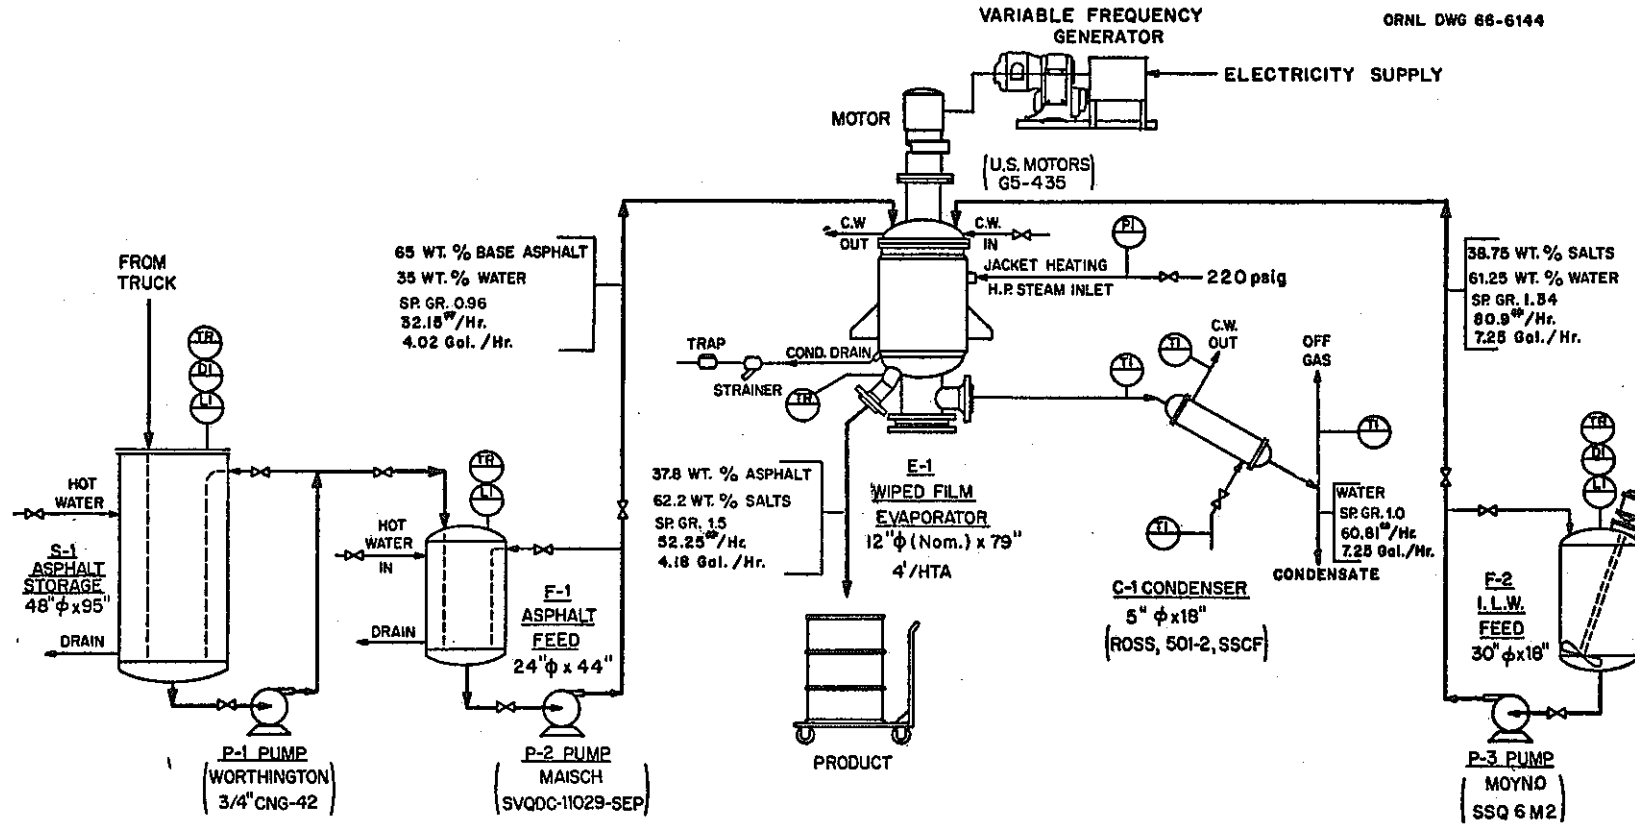 VARIABLE FREQUENCY
GENERATOR
ORNL DWG 66-6144
ELECTRICITY SUPPLY
MOTOR
(U.S. MOTORS)
G5-435
C.W
OUT
C.W.
IN
PI
JACKET HEATING
H.P. STEAM INLET
220 psig
65 WT. % BASE ASPHALT
35 WT. % WATER
SP. GR. 0.96
32.15#/Hr.
4.02 Gal./Hr.
38.75 WT. % SALTS
61.25 WT. % WATER
SP. GR. 1.34
80.9#/Hr.
7.25 Gal./Hr.
FROM
TRUCK
TR
DI
LI
TRAP
STRAINER
COND. DRAIN
TR
TI
TI
C.W.
OUT
OFF
GAS
TI
TI
WATER
SP. GR. 1.0
60.81#/Hr.
7.25 Gal./Hr.
CONDENSATE
37.8 WT. % ASPHALT
62.2 WT. % SALTS
SP. GR. 1.5
52.25#/Hr.
4.18 Gal./Hr.
E-1
WIPED FILM
EVAPORATOR
12"ϕ (Nom.) x 79"
4'/HTA
C-1 CONDENSER
5" ϕ x18"
(ROSS, 501-2, SSCF)
HOT
WATER
S-1
ASPHALT
STORAGE
48"ϕ x95"
DRAIN
TR
LI
HOT
WATER
IN
DRAIN
F-1
ASPHALT
FEED
24"ϕ x 44"
TR
DI
LI
F-2
I.L.W.
FEED
30"ϕx18"
P-1 PUMP
(WORTHINGTON
3/4" CNG-42)
P-2 PUMP
(MAISCH
SVQDC-11029-SEP)
PRODUCT
P-3 PUMP
(MOYNO
SSQ 6 M2)